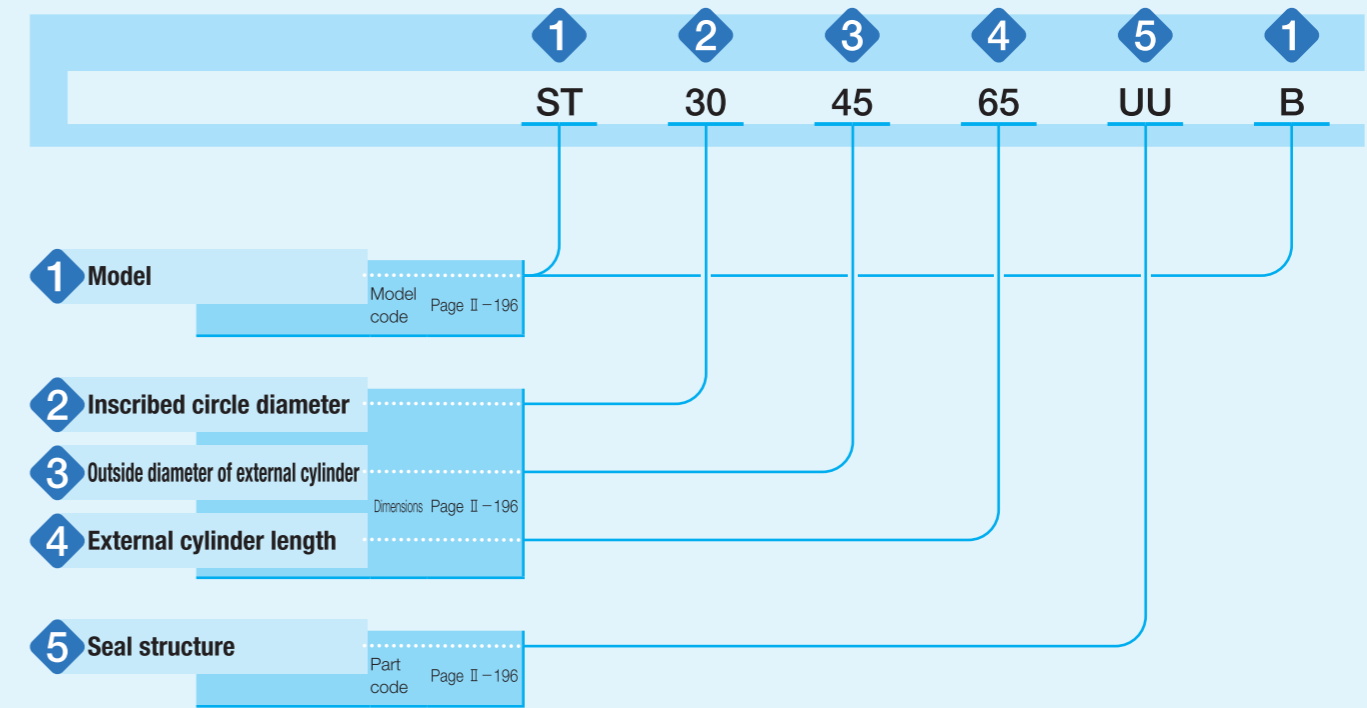 1 2 3 4 5 1
ST 30 45 65 UU B
1 Model
Model code Page Ⅱ－196
2 Inscribed circle diameter
3 Outside diameter of external cylinder
Dimensions Page Ⅱ－196
4 External cylinder length
5 Seal structure
Part code Page Ⅱ－196